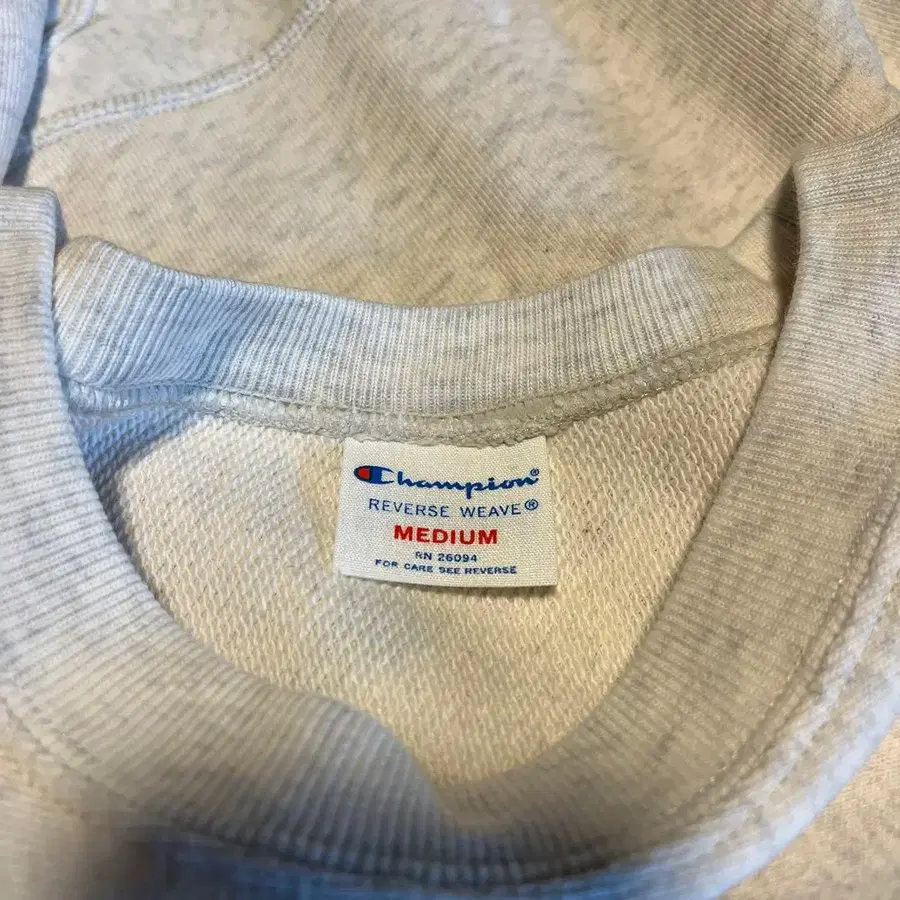 Champion®
REVERSE WEAVE®
MEDIUM
RN 26094
FOR CARE SEE REVERSE